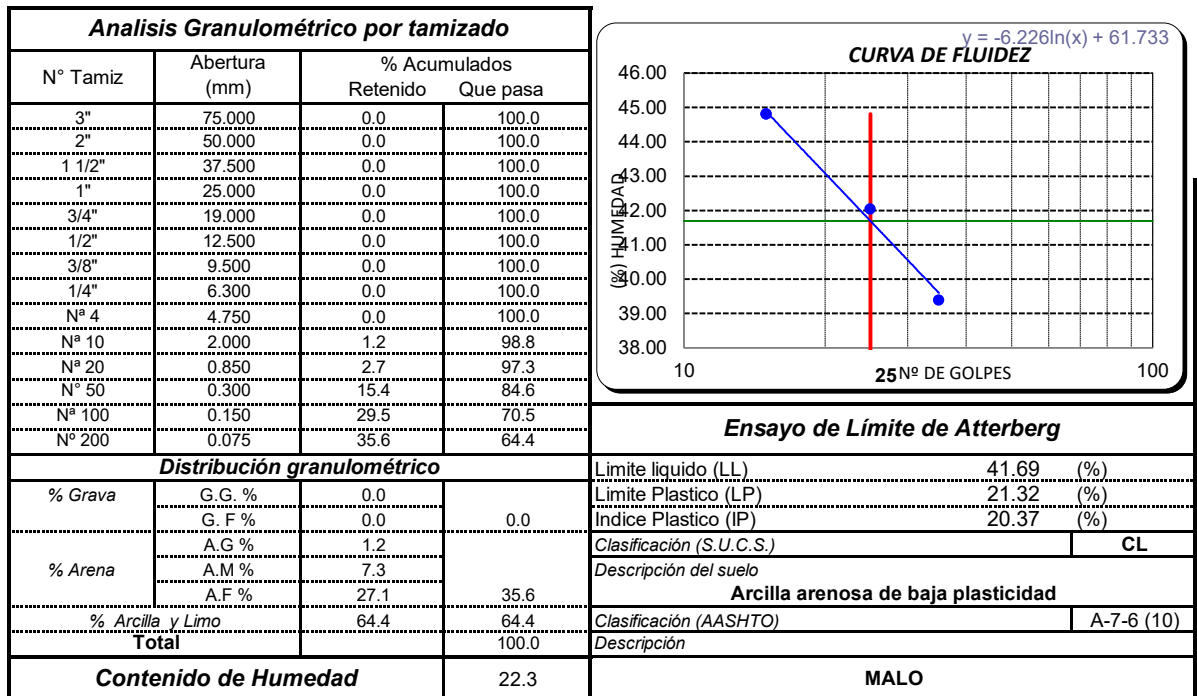 Analisis Granulométrico por tamizado
N° Tamiz Abertura (mm) % Acumulados
Retenido Que pasa
3" 75.000 0.0 100.0
2" 50.000 0.0 100.0
1 1/2" 37.500 0.0 100.0
1" 25.000 0.0 100.0
3/4" 19.000 0.0 100.0
1/2" 12.500 0.0 100.0
3/8" 9.500 0.0 100.0
1/4" 6.300 0.0 100.0
Nª 4 4.750 0.0 100.0
Nª 10 2.000 1.2 98.8
Nª 20 0.850 2.7 97.3
N° 50 0.300 15.4 84.6
Nª 100 0.150 29.5 70.5
Nº 200 0.075 35.6 64.4
Distribución granulométrico
% Grava G.G. % 0.0
G. F % 0.0 0.0
A.G % 1.2
% Arena A.M % 7.3
A.F % 27.1 35.6
% Arcilla y Limo 64.4 64.4
Total 100.0
Contenido de Humedad 22.3
y = -6.226ln(x) + 61.733
CURVA DE FLUIDEZ
46.00
45.00
44.00
43.00
42.00
41.00
40.00
39.00
38.00
(%) HUMEDAD
10 25 Nº DE GOLPES 100
Ensayo de Límite de Atterberg
Limite liquido (LL) 41.69 (%)
Limite Plastico (LP) 21.32 (%)
Indice Plastico (IP) 20.37 (%)
Clasificación (S.U.C.S.) CL
Descripción del suelo
Arcilla arenosa de baja plasticidad
Clasificación (AASHTO) A-7-6 (10)
Descripción
MALO